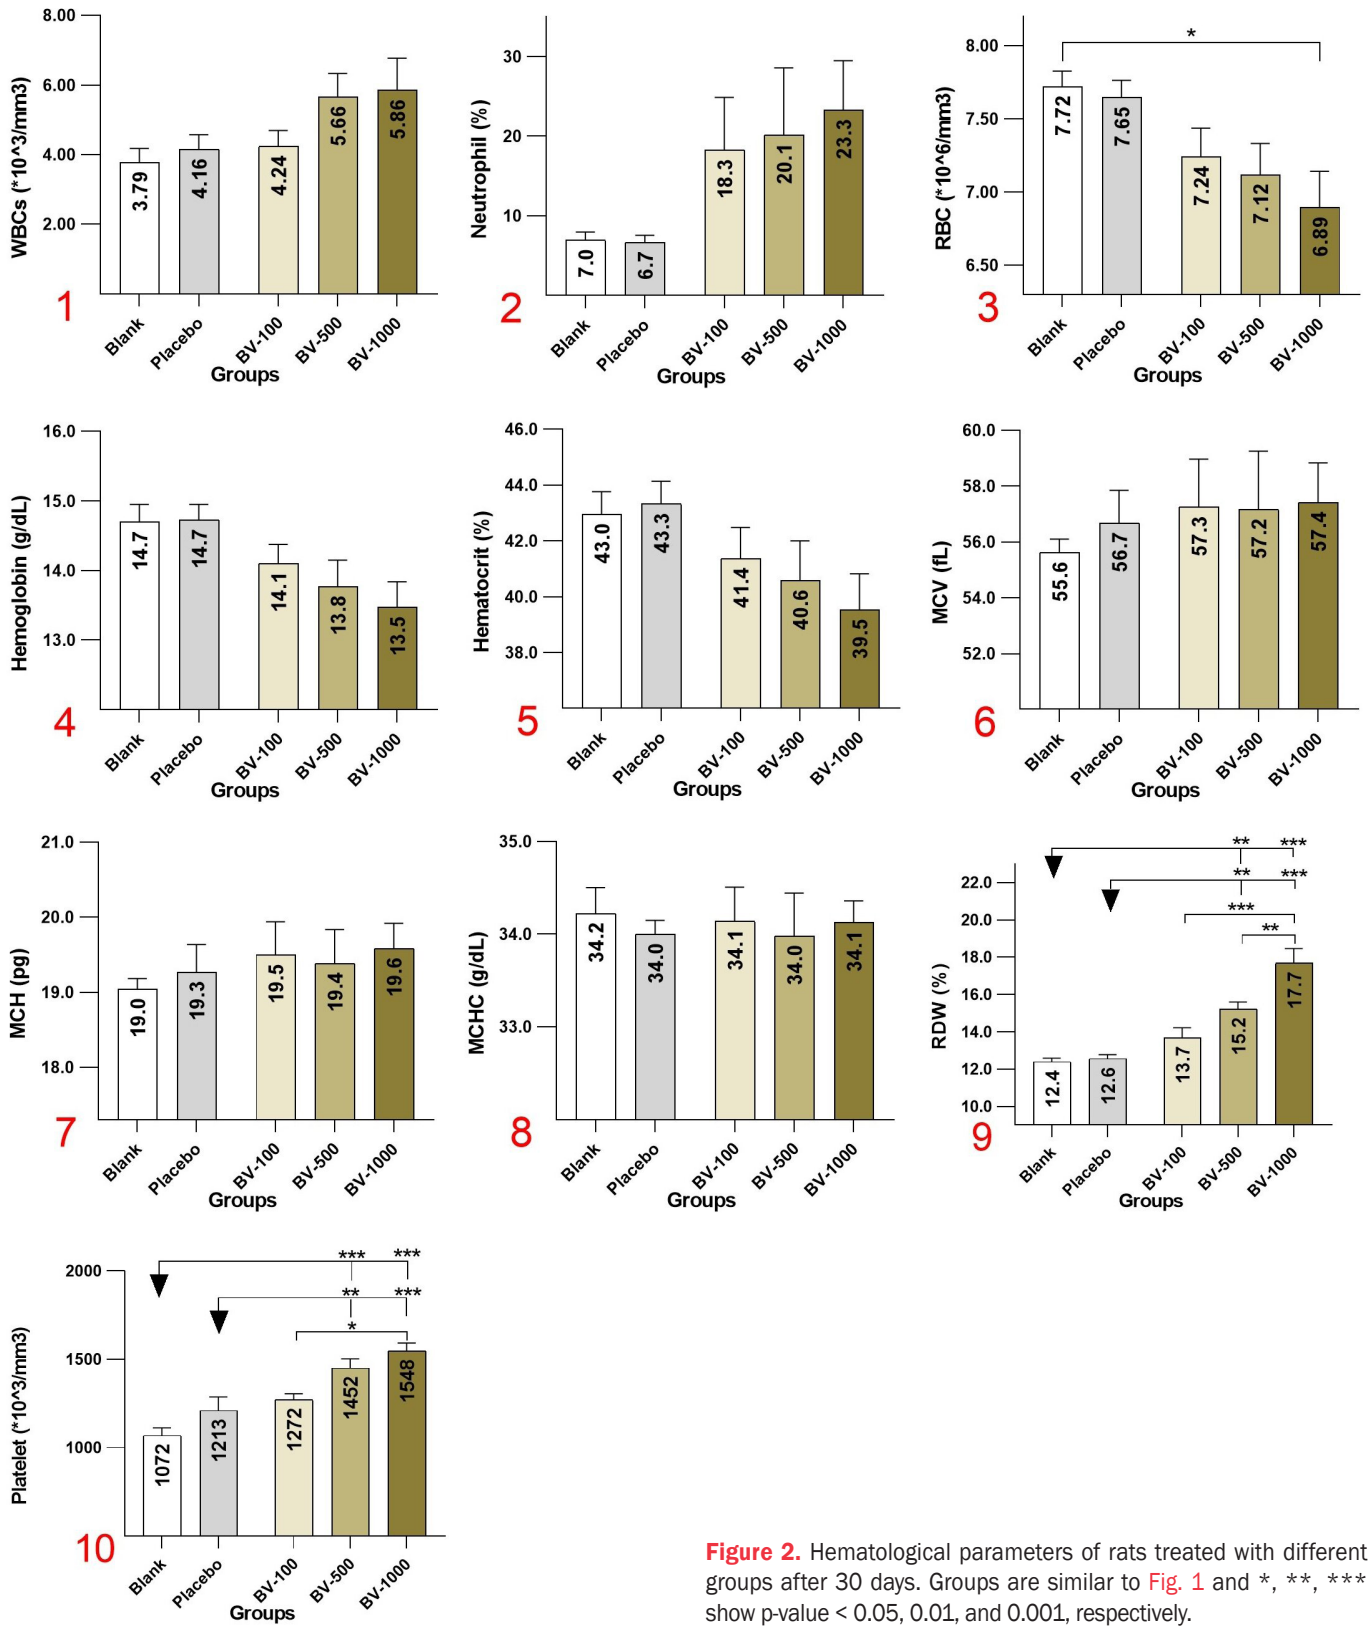 8.00
6.00
4.00
2.00
WBCs (*10^3/mm3)
3.79
4.16
4.24
5.66
5.86
1
Blank
Placebo
BV-100
BV-500
BV-1000
Groups
30
20
10
Neutrophil (%)
7.0
6.7
18.3
20.1
23.3
2
Blank
Placebo
BV-100
BV-500
BV-1000
Groups
8.00
7.50
7.00
6.50
RBC (*10^6/mm3)
*
7.72
7.65
7.24
7.12
6.89
3
Blank
Placebo
BV-100
BV-500
BV-1000
Groups
16.0
15.0
14.0
13.0
Hemoglobin (g/dL)
14.7
14.7
14.1
13.8
13.5
4
Blank
Placebo
BV-100
BV-500
BV-1000
Groups
46.0
44.0
42.0
40.0
38.0
Hematocrit (%)
43.0
43.3
41.4
40.6
39.5
5
Blank
Placebo
BV-100
BV-500
BV-1000
Groups
60.0
58.0
56.0
54.0
52.0
MCV (fL)
55.6
56.7
57.3
57.2
57.4
6
Blank
Placebo
BV-100
BV-500
BV-1000
Groups
21.0
20.0
19.0
18.0
MCH (pg)
19.0
19.3
19.5
19.4
19.6
7
Blank
Placebo
BV-100
BV-500
BV-1000
Groups
35.0
34.0
33.0
MCHC (g/dL)
34.2
34.0
34.1
34.0
34.1
8
Blank
Placebo
BV-100
BV-500
BV-1000
Groups
** ***
** ***
***
**
22.0
20.0
18.0
16.0
14.0
12.0
10.0
RDW (%)
12.4
12.6
13.7
15.2
17.7
9
Blank
Placebo
BV-100
BV-500
BV-1000
Groups
*** ***
** ***
*
2000
1500
1000
Platelet (*10^3/mm3)
1072
1213
1272
1452
1548
10
Blank
Placebo
BV-100
BV-500
BV-1000
Groups
Figure 2. Hematological parameters of rats treated with different
groups after 30 days. Groups are similar to Fig. 1 and *, **, ***
show p-value < 0.05, 0.01, and 0.001, respectively.